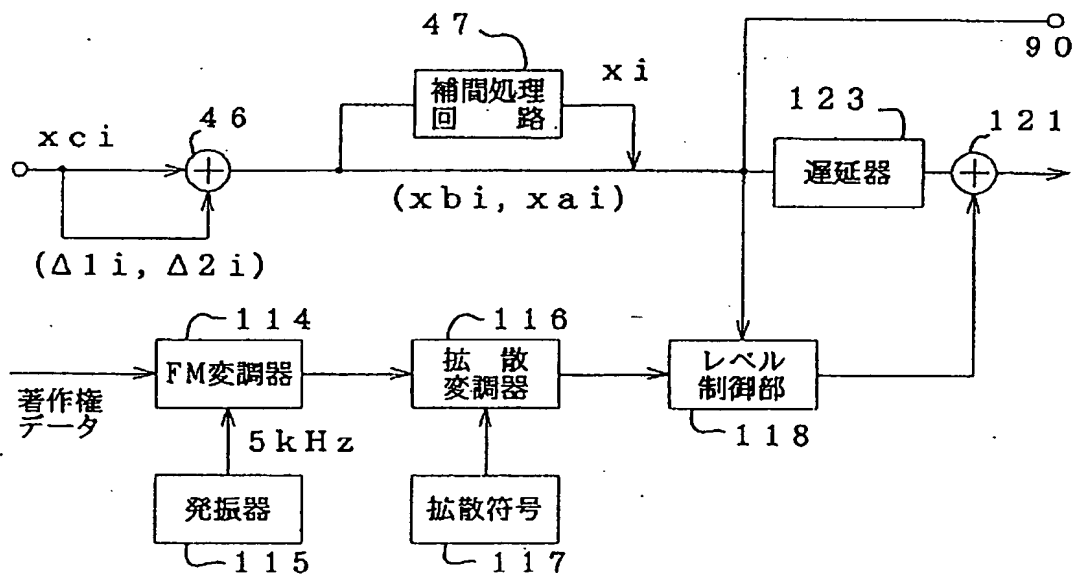 47
90
補間処理
回　路
xi
123
121
46
xci
遅延器
(xbi, xai)
(Δ1i, Δ2i)
114
116
FM変調器
拡　散
変調器
レベル
制御部
著作権
データ
118
5kHz
発振器
拡散符号
115
117